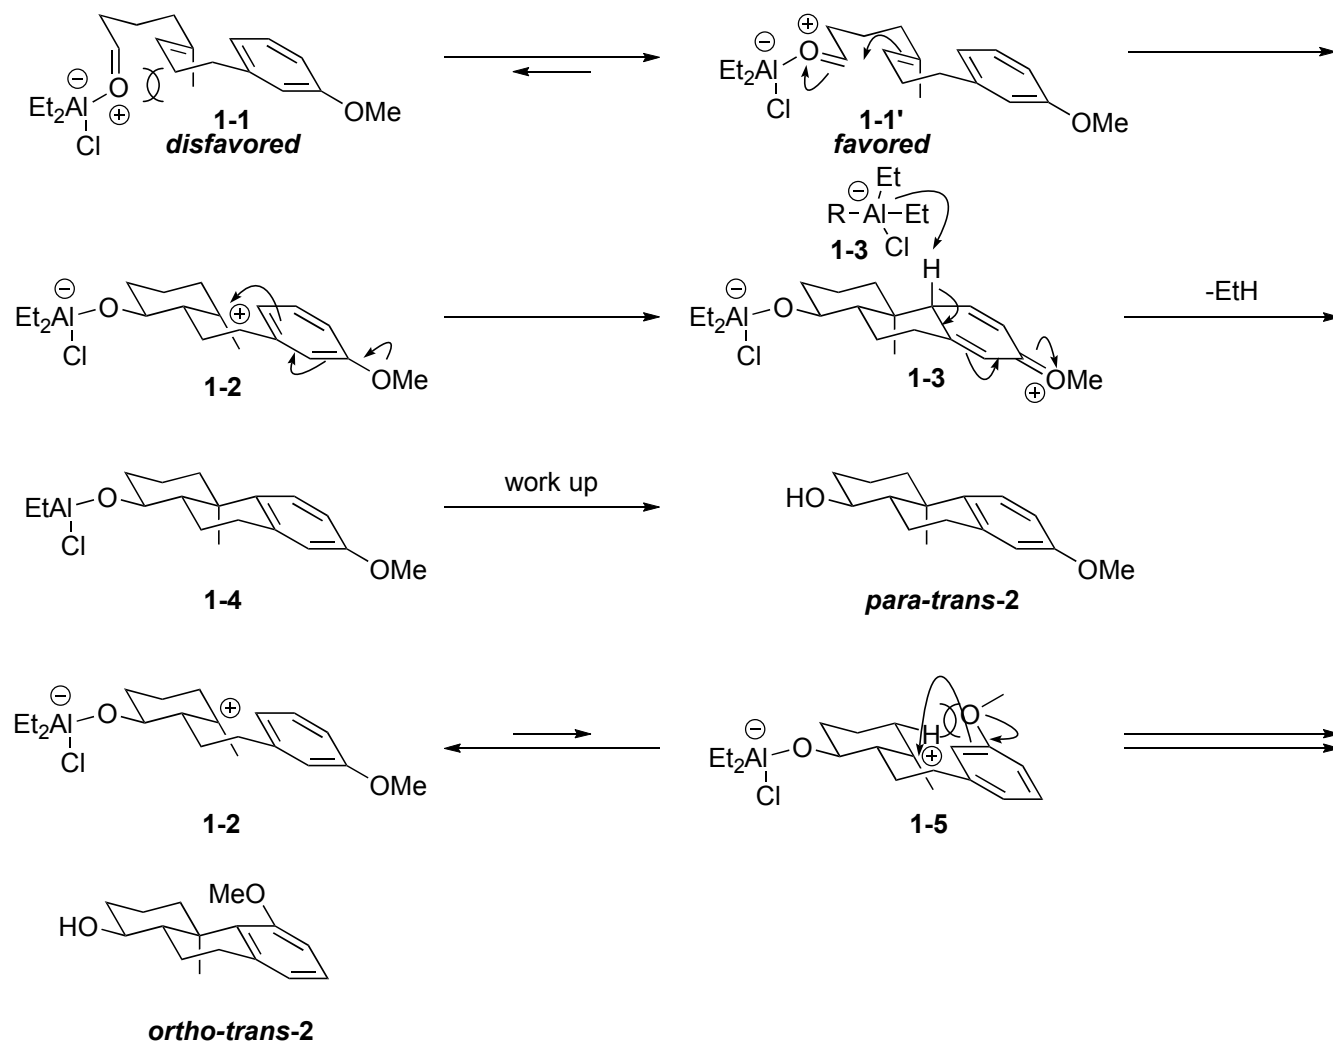 O
⊖
⊕
Et2Al
Cl
OMe
1-1
disfavored
⊕
⊖
O
Et2Al
Cl
OMe
1-1'
favored
⊖
Et
R
Al
Et
Cl
1-3
H
⊖
Et2Al
O
Cl
⊕
OMe
1-2
⊖
Et2Al
O
Cl
1-3
OMe
⊕
-EtH
EtAl
O
Cl
OMe
1-4
work up
HO
OMe
para-trans-2
⊖
Et2Al
O
Cl
⊕
OMe
1-2
⊖
Et2Al
O
Cl
H
⊕
O
1-5
MeO
HO
ortho-trans-2